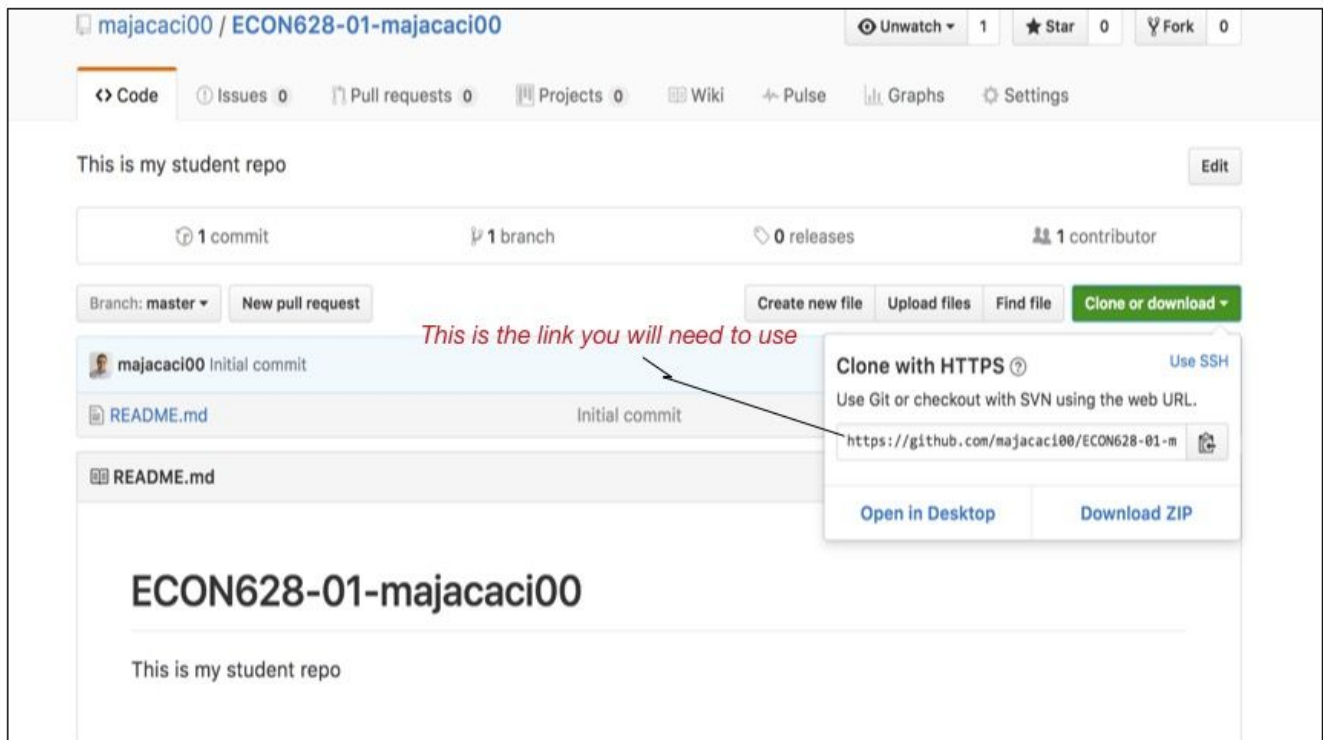 majacaci00 / ECON628-01-majacaci00 Unwatch 1 Star 0 Fork 0
Code Issues 0 Pull requests 0 Projects 0 Wiki Pulse Graphs Settings
This is my student repo Edit
1 commit 1 branch 0 releases 1 contributor
Branch: master New pull request Create new file Upload files Find file Clone or download
This is the link you will need to use
majacaci00 Initial commit
README.md Initial commit
Clone with HTTPS Use SSH
Use Git or checkout with SVN using the web URL.
https://github.com/majacaci00/ECON628-01-m
Open in Desktop Download ZIP
README.md
ECON628-01-majacaci00
This is my student repo